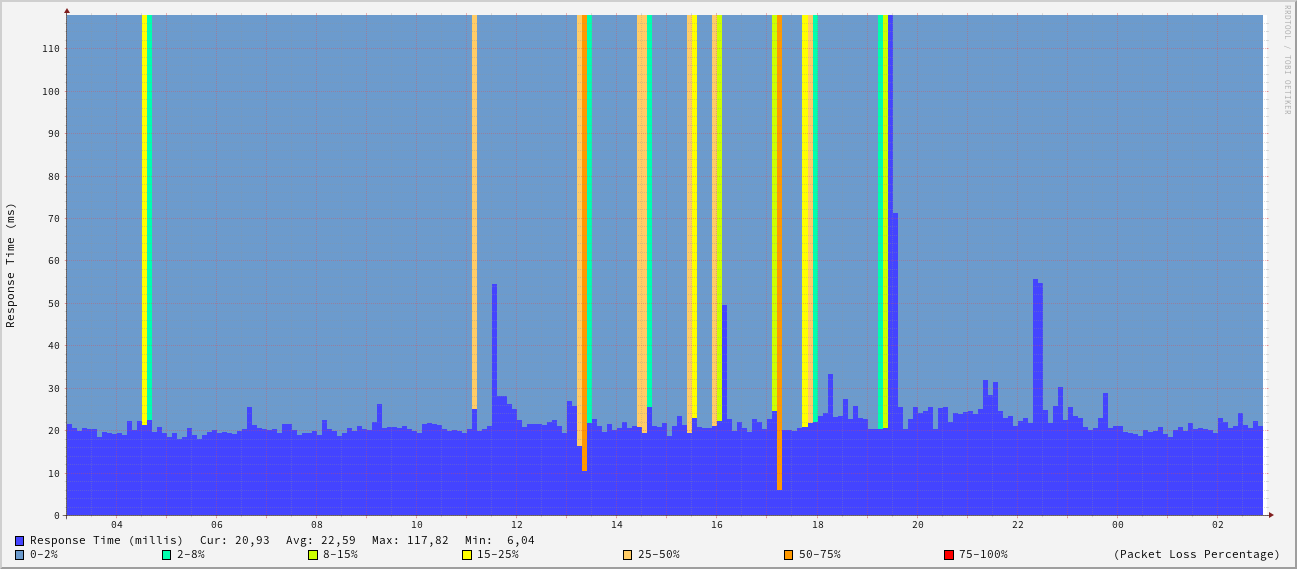 RRDTOOL / TOBI OETIKER
Response Time (ms)
110
100
90
80
70
60
50
40
30
20
10
0
04 06 08 10 12 14 16 18 20 22 00 02
Response Time (millis) Cur: 20,93 Avg: 22,59 Max: 117,82 Min: 6,04
0-2% 2-8% 8-15% 15-25% 25-50% 50-75% 75-100% (Packet Loss Percentage)